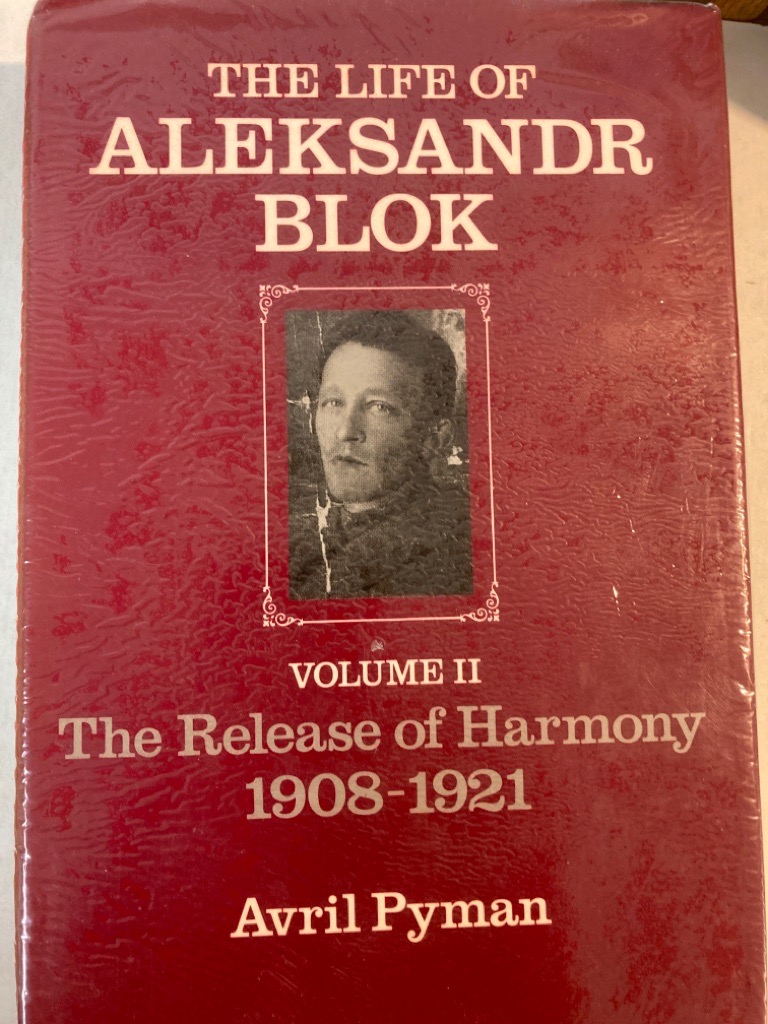 THE LIFE OF
ALEKSANDR
BLOK
VOLUME II
The Release of Harmony
1908-1921
Avril Pyman